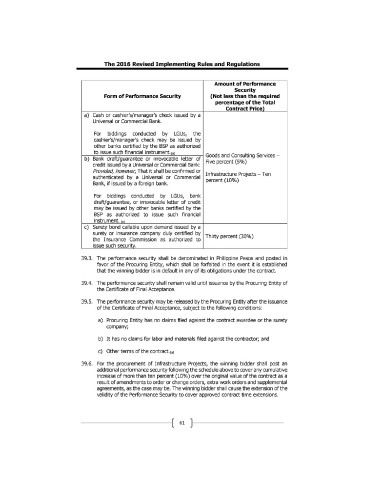 The 2016 Revised Implementing Rules and Regulations
Form of Performance Security
Amount of Performance
Security
(Not less than the required
percentage of the Total
Contract Price)
a) Cash or cashier's/manager's check issued by a
Universal or Commercial Bank.
For biddings conducted by LGUs, the
cashier's/manager's check may be issued by
other banks certified by the BSP as authorized
to issue such financial instrument.
b) Bank draft/guarantee or irrevocable letter of
credit issued by a Universal or Commercial Bank:
Provided, however, That it shall be confirmed or
authenticated by a Universal or Commercial
Bank, if issued by a foreign bank.
For biddings conducted by LGUs, bank
draft/guarantee, or irrevocable letter of credit
may be issued by other banks certified by the
BSP as authorized to issue such financial
instrument.
Goods and Consulting Services –
Five percent (5%)
Infrastructure Projects – Ten
percent (10%)
c) Surety bond callable upon demand issued by a
surety or insurance company duly certified by
the Insurance Commission as authorized to
issue such security.
Thirty percent (30%)
39.3. The performance security shall be denominated in Philippine Pesos and posted in
favor of the Procuring Entity, which shall be forfeited in the event it is established
that the winning bidder is in default in any of its obligations under the contract.
39.4. The performance security shall remain valid until issuance by the Procuring Entity of
the Certificate of Final Acceptance.
39.5. The performance security may be released by the Procuring Entity after the issuance
of the Certificate of Final Acceptance, subject to the following conditions:
a) Procuring Entity has no claims filed against the contract awardee or the surety
company;
b) It has no claims for labor and materials filed against the contractor; and
c) Other terms of the contract.
39.6. For the procurement of Infrastructure Projects, the winning bidder shall post an
additional performance security following the schedule above to cover any cumulative
increase of more than ten percent (10%) over the original value of the contract as a
result of amendments to order or change orders, extra work orders and supplemental
agreements, as the case may be. The winning bidder shall cause the extension of the
validity of the Performance Security to cover approved contract time extensions.
61